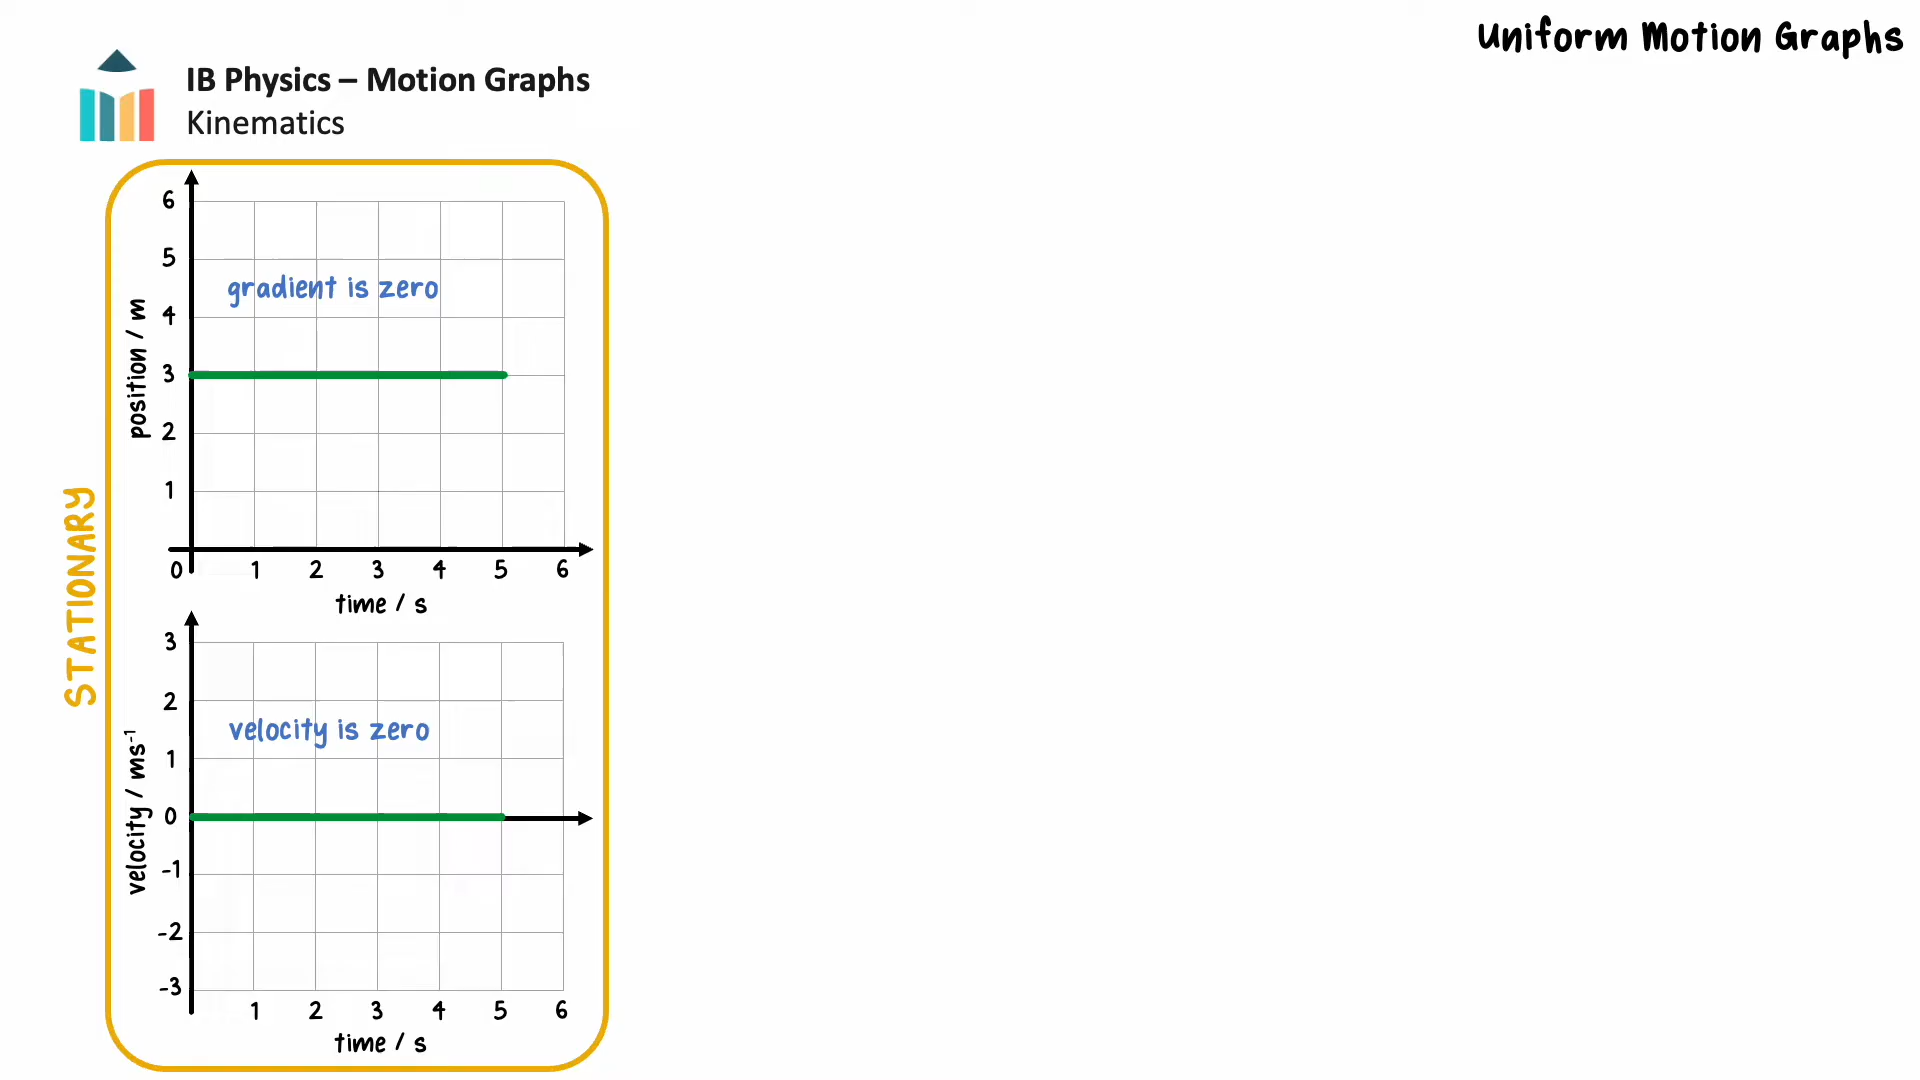 Uniform Motion Graphs
IB Physics – Motion Graphs
Kinematics
STATIONARY
position / m
6
5
4
3
2
1
gradient is zero
0 1 2 3 4 5 6
time / s
velocity / ms⁻¹
3
2
1
0
-1
-2
-3
velocity is zero
1 2 3 4 5 6
time / s